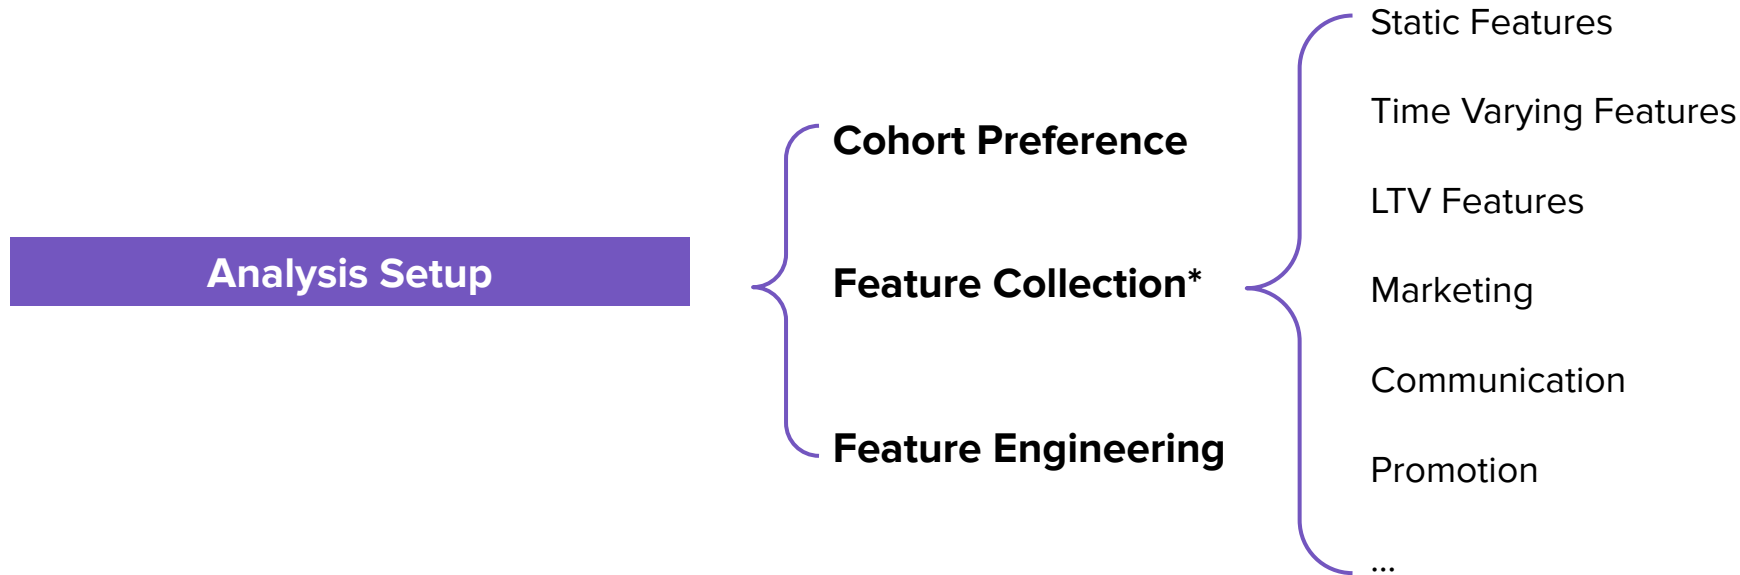 Analysis Setup
Cohort Preference
Feature Collection*
Feature Engineering
Static Features
Time Varying Features
LTV Features
Marketing
Communication
Promotion
...